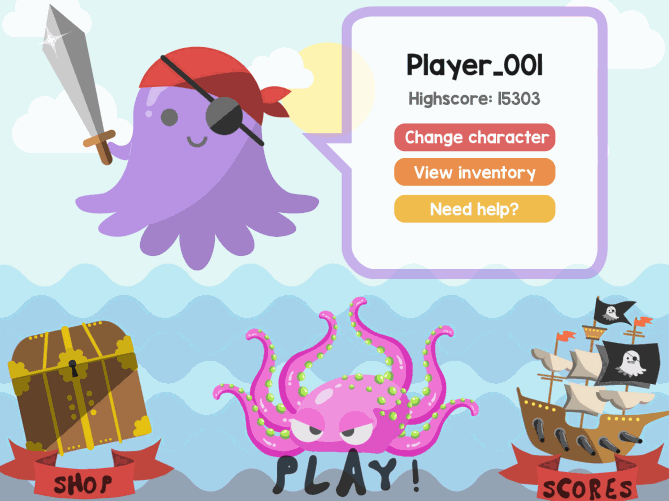 Player_001
Highscore: 15303
Change character
View inventory
Need help?
SHOP
PLAY!
SCORES